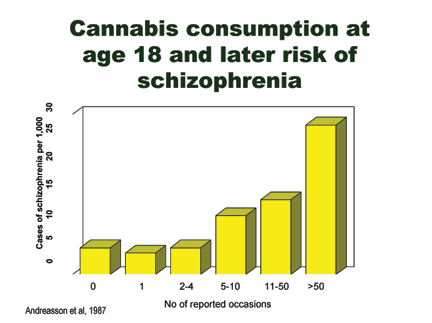 Cannabis consumption at
age 18 and later risk of
schizophrenia
Cases of schizophrenia per 1,000
30
25
20
15
10
5
0
0 1 2-4 5-10 11-50 >50
No of reported occasions
Andreasson et al, 1987